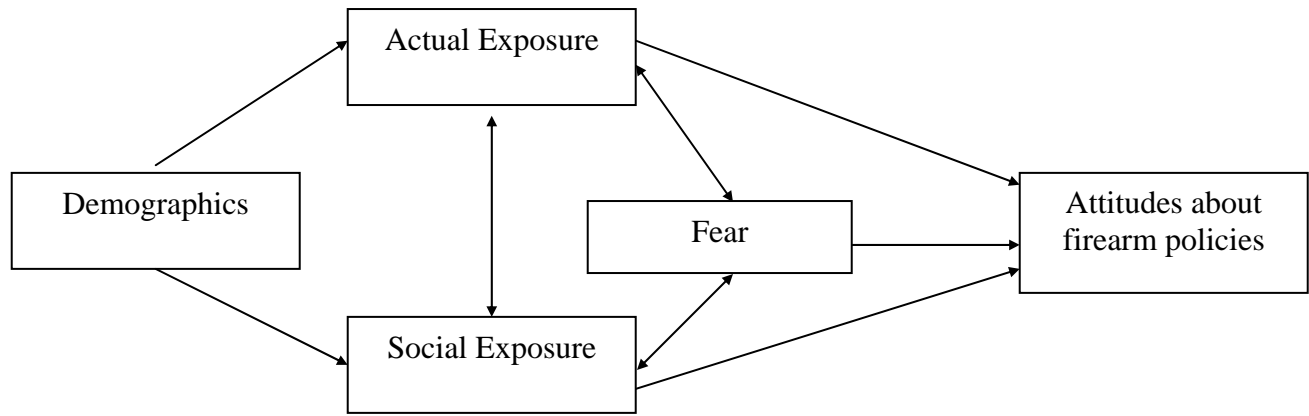 Actual Exposure
Demographics
Fear
Attitudes about
firearm policies
Social Exposure